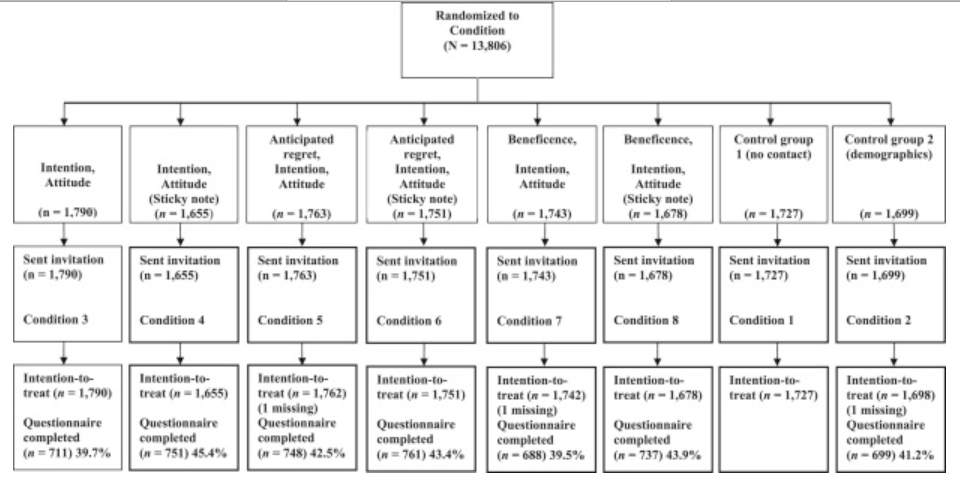 Randomized to
Condition
(N = 13,806)
Intention,
Attitude
(n = 1,790)
Intention,
Attitude
(Sticky note)
(n = 1,655)
Anticipated
regret,
Intention,
Attitude
(n = 1,763)
Anticipated
regret,
Intention,
Attitude
(Sticky note)
(n = 1,751)
Beneficence,
Intention,
Attitude
(n = 1,743)
Beneficence,
Intention,
Attitude
(Sticky note)
(n = 1,678)
Control group
1 (no contact)
(n = 1,727)
Control group 2
(demographics)
(n = 1,699)
Sent invitation
(n = 1,790)
Condition 3
Sent invitation
(n = 1,655)
Condition 4
Sent invitation
(n = 1,763)
Condition 5
Sent invitation
(n = 1,751)
Condition 6
Sent invitation
(n = 1,743)
Condition 7
Sent invitation
(n = 1,678)
Condition 8
Sent invitation
(n = 1,727)
Condition 1
Sent invitation
(n = 1,699)
Condition 2
Intention-to-
treat (n = 1,790)
Questionnaire
completed
(n = 711) 39.7%
Intention-to-
treat (n = 1,655)
Questionnaire
completed
(n = 751) 45.4%
Intention-to-
treat (n = 1,762)
(1 missing)
Questionnaire
completed
(n = 748) 42.5%
Intention-to-
treat (n = 1,751)
Questionnaire
completed
(n = 761) 43.4%
Intention-to-
treat (n = 1,742)
(1 missing)
Questionnaire
completed
(n = 688) 39.5%
Intention-to-
treat (n = 1,678)
Questionnaire
completed
(n = 737) 43.9%
Intention-to-
treat (n = 1,727)
Intention-to-
treat (n = 1,698)
(1 missing)
Questionnaire
completed
(n = 699) 41.2%